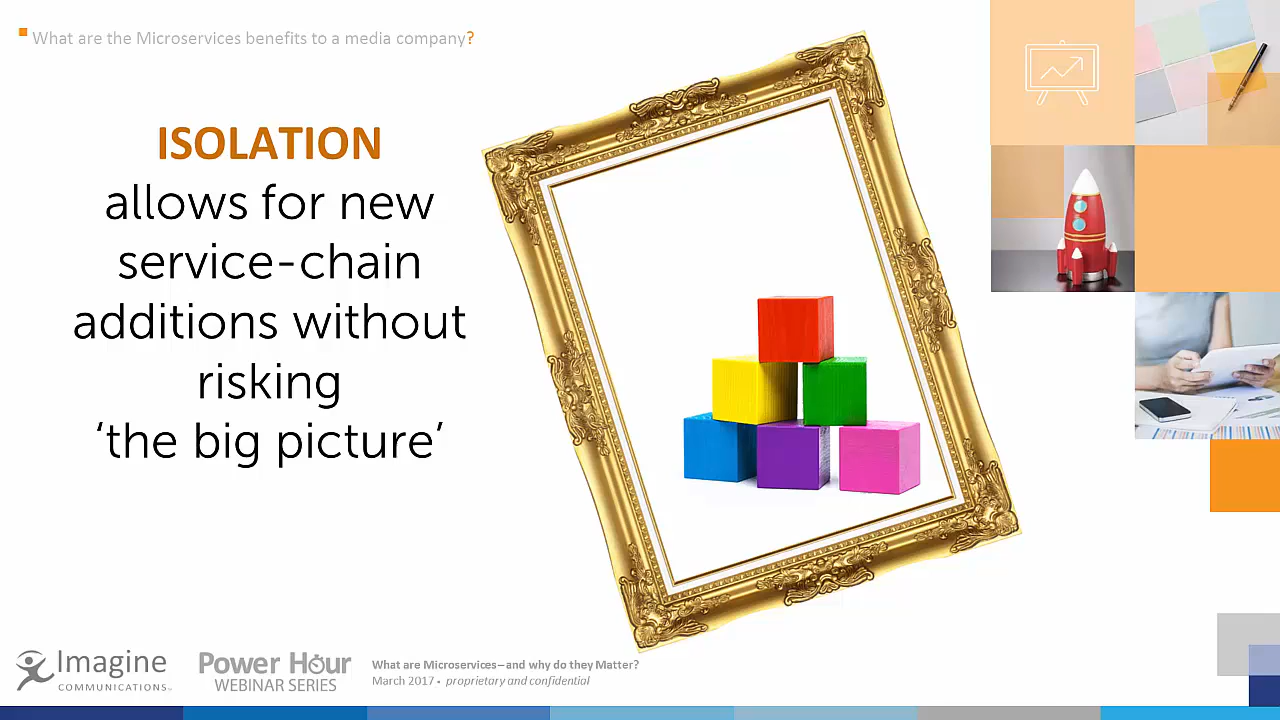 What are the Microservices benefits to a media company?
ISOLATION
allows for new
service-chain
additions without
risking
‘the big picture’
Imagine
COMMUNICATIONS
Power Hour
WEBINAR SERIES
What are Microservices—and why do they Matter?
March 2017 • proprietary and confidential